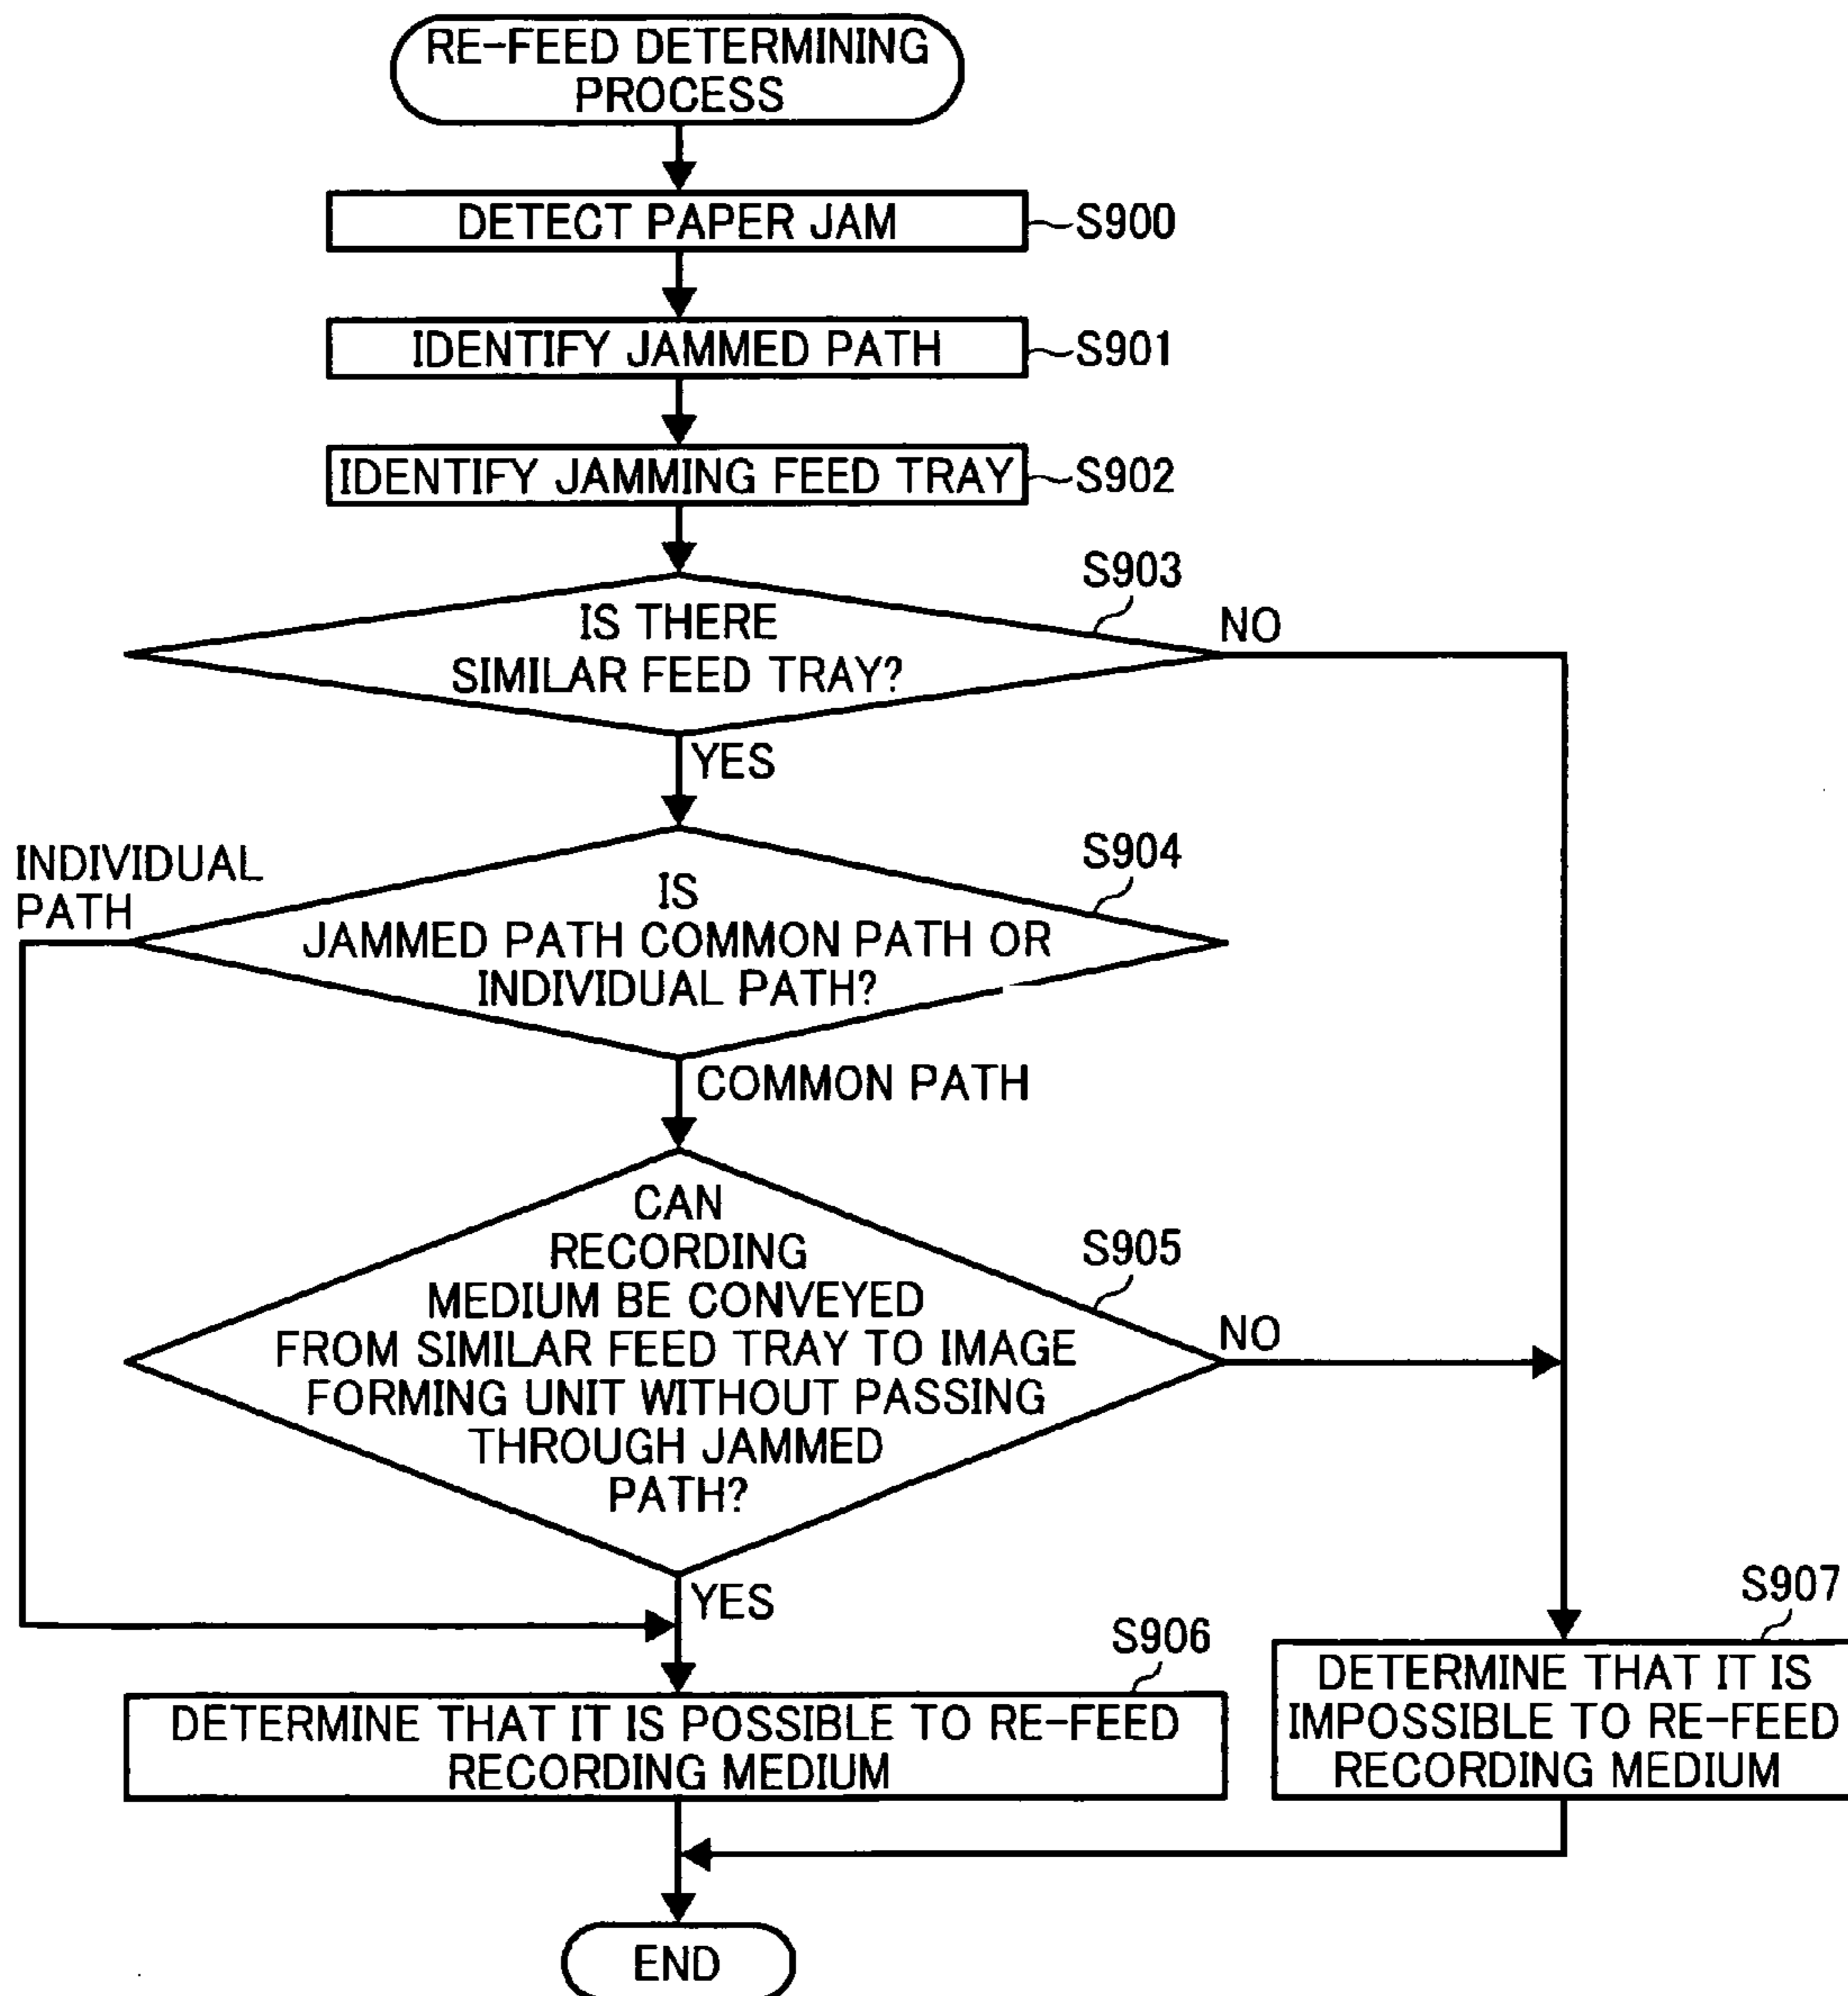 RE-FEED DETERMINING
PROCESS
DETECT PAPER JAM
S900
IDENTIFY JAMMED PATH
S901
IDENTIFY JAMMING FEED TRAY
S902
S903
IS THERE
SIMILAR FEED TRAY?
NO
YES
S904
INDIVIDUAL
PATH
IS
JAMMED PATH COMMON PATH OR
INDIVIDUAL PATH?
COMMON PATH
S905
CAN
RECORDING
MEDIUM BE CONVEYED
FROM SIMILAR FEED TRAY TO IMAGE
FORMING UNIT WITHOUT PASSING
THROUGH JAMMED
PATH?
NO
YES
S906
DETERMINE THAT IT IS POSSIBLE TO RE-FEED
RECORDING MEDIUM
S907
DETERMINE THAT IT IS
IMPOSSIBLE TO RE-FEED
RECORDING MEDIUM
END